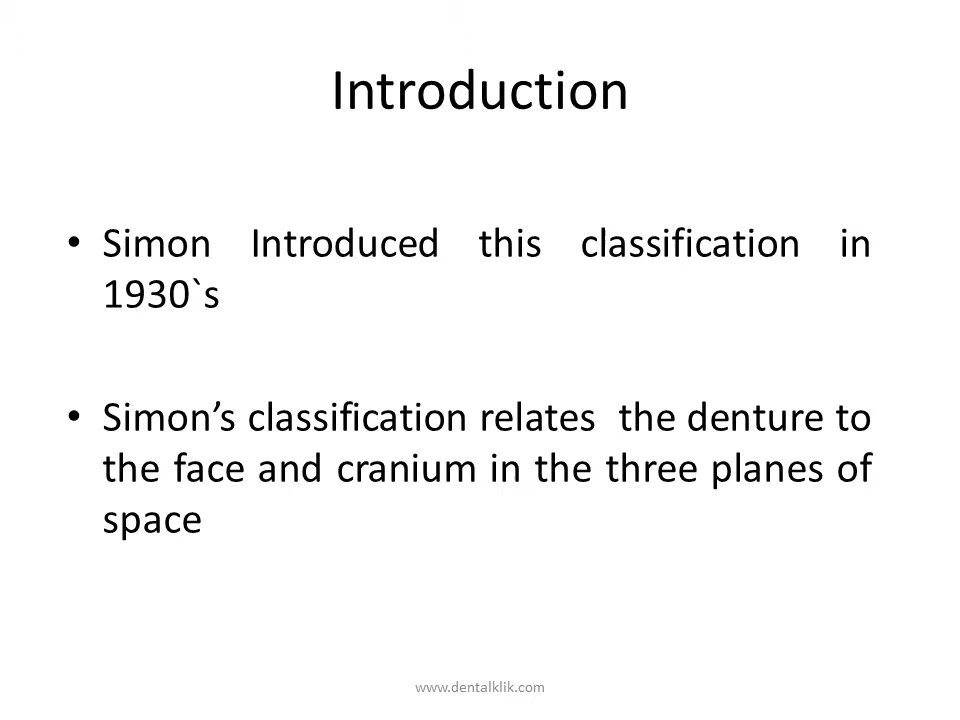 Introduction
• Simon Introduced this classification in
1930`s
• Simon’s classification relates  the denture to
the face and cranium in the three planes of
space
www.dentalklik.com